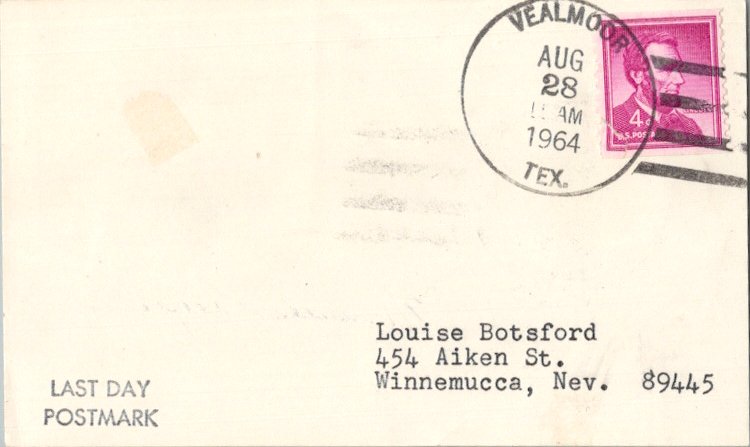 VEALMOOR
AUG
28
AM
1964
TEX.
4¢
U.S. POSTAGE
Louise Botsford
454 Aiken St.
Winnemucca, Nev. 89445
LAST DAY
POSTMARK